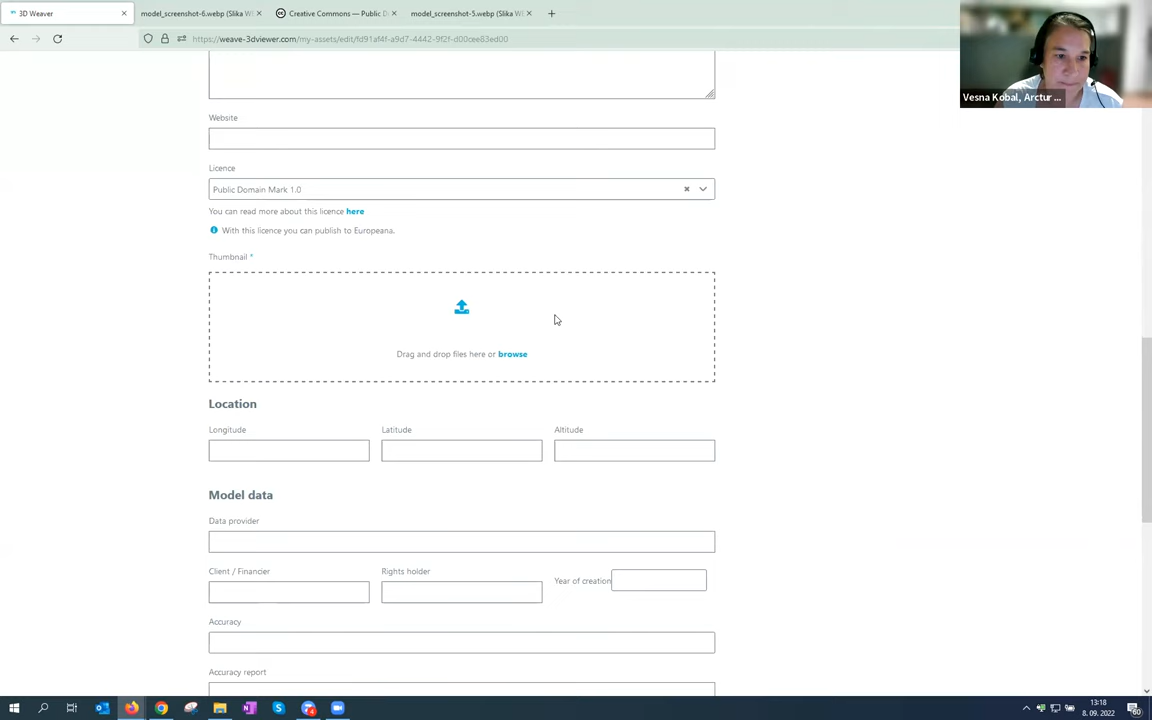 3D Weaver
model_screenshot-6.webp (Slika W
Creative Commons — Public D
model_screenshot-5.webp (Slika W
https://weave-3dviewer.com/my-assets/edit/fd91af4f-a9d7-4442-9f2f-d00cee83ed00
Vesna Kobal, Arctur ...
Website
Licence
Public Domain Mark 1.0
You can read more about this licence here
With this licence you can publish to Europeana.
Thumbnail *
Drag and drop files here or browse
Location
Longitude Latitude Altitude
Model data
Data provider
Client / Financier Rights holder Year of creation
Accuracy
Accuracy report
13:18
8. 09. 2022